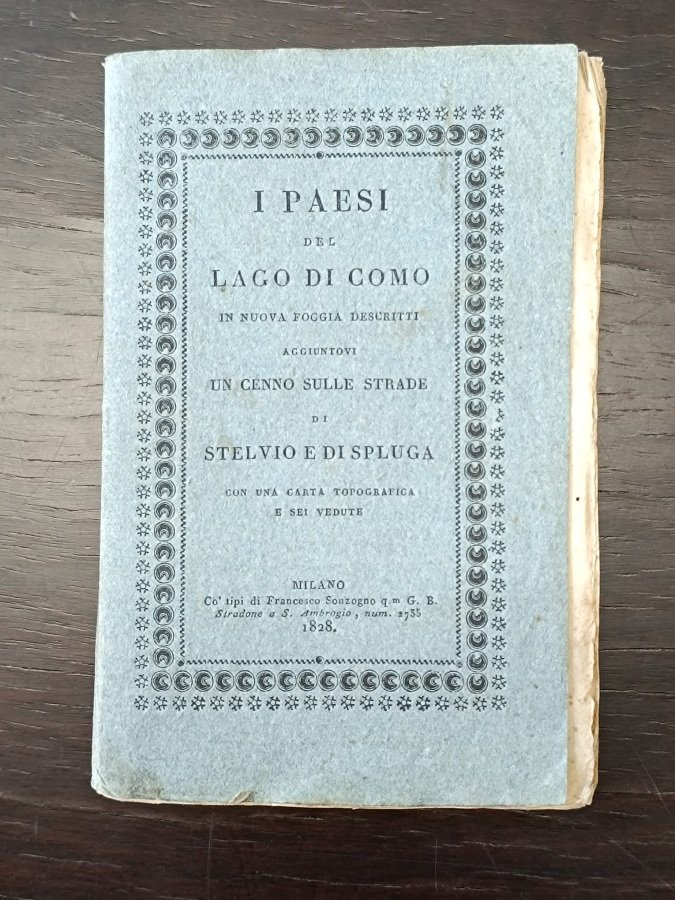 I PAESI
DEL
LAGO DI COMO
IN NUOVA FOGGIA DESCRITTI
AGGIUNTOVI
UN CENNO SULLE STRADE
DI
STELVIO E DI SPLUGA
CON UNA CARTA TOPOGRAFICA
E SEI VEDUTE
MILANO
Co' tipi di Francesco Sonzogno q.m G. B.
Stradone a S. Ambrogio, num. 2735
1828.